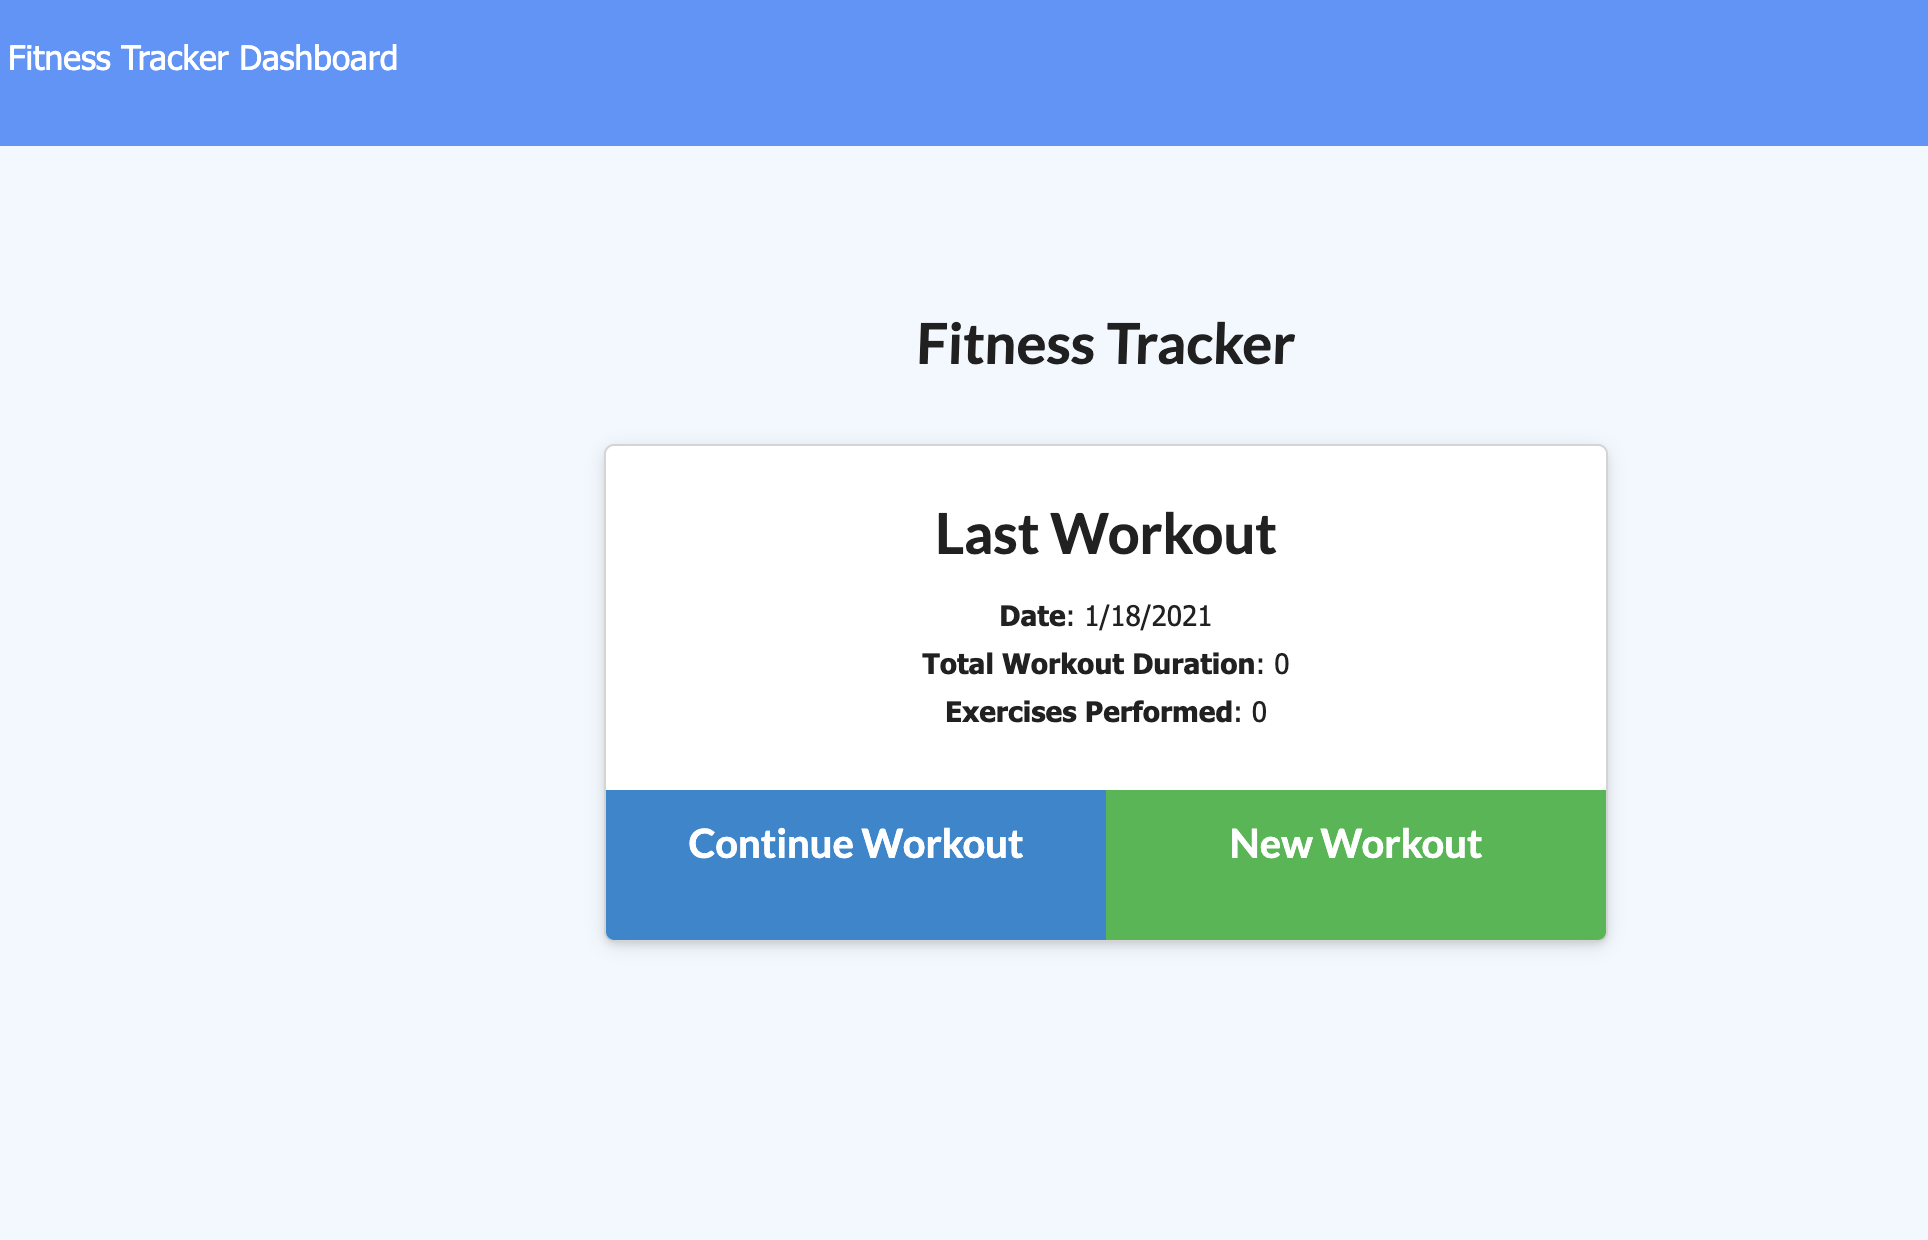 Fitness Tracker Dashboard
Fitness Tracker
Last Workout
Date: 1/18/2021
Total Workout Duration: 0
Exercises Performed: 0
Continue Workout
New Workout